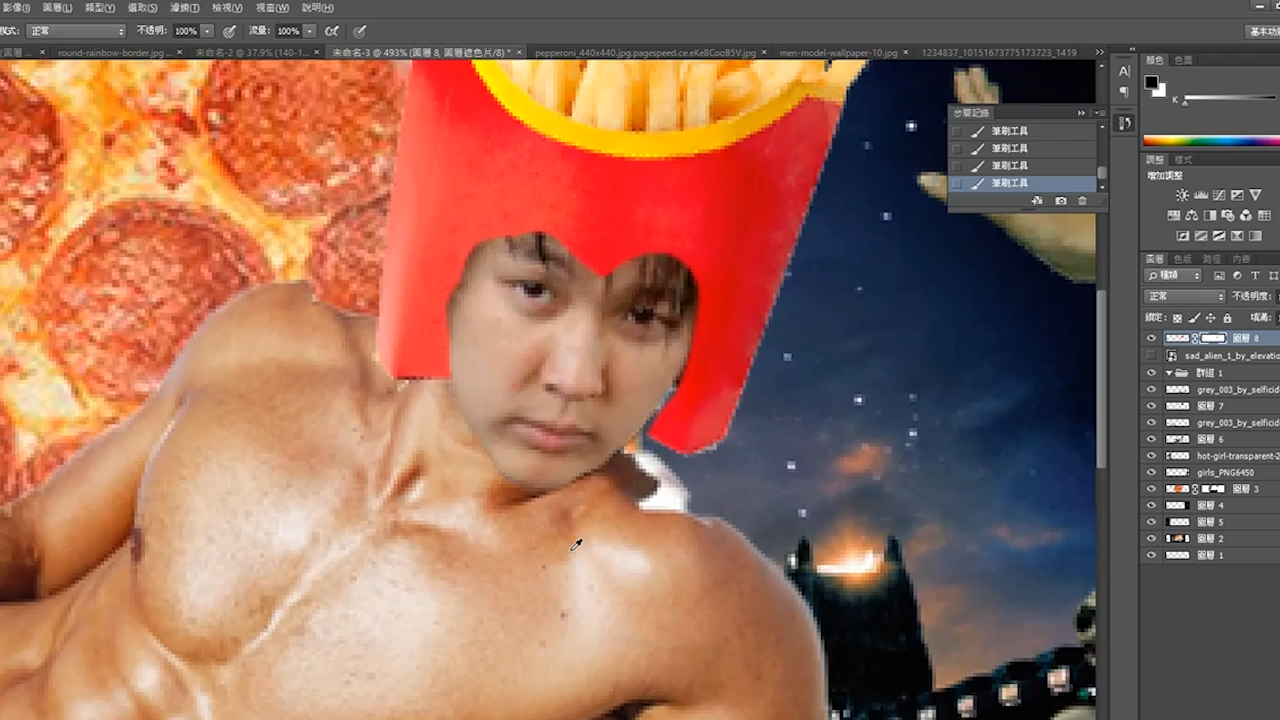 影像(I) 圖層(L) 類型(Y) 選取(S) 濾鏡(T) 檢視(V) 視窗(W) 說明(H)
模式: 正常 不透明: 100% 流量: 100% 基本功
(圖層... × round-rainbow-border.jpg ... × 未命名-2 @ 37.9% (140-1... × 未命名-3 @ 493% (圖層 8, 圖層遮色片/8) * × pepperoni_440x440.jpg.pagespeed.ce.eKeBCooB5V.jpg × men-model-wallpaper-10.jpg × 1234837_10151673775173723_1419
顏色 色票
K
步驟記錄
筆刷工具
筆刷工具
筆刷工具
筆刷工具
調整 樣式
增加調整
圖層 色版 路徑 內容
種類
正常 不透明度:
鎖定: 填滿:
圖層 8
sad_alien_1_by_elevatio
群組 1
grey_003_by_selficid
圖層 7
grey_003_by_selficid
圖層 6
hot-girl-transparent-2
girls_PNG6450
圖層 3
圖層 4
圖層 5
圖層 2
圖層 1